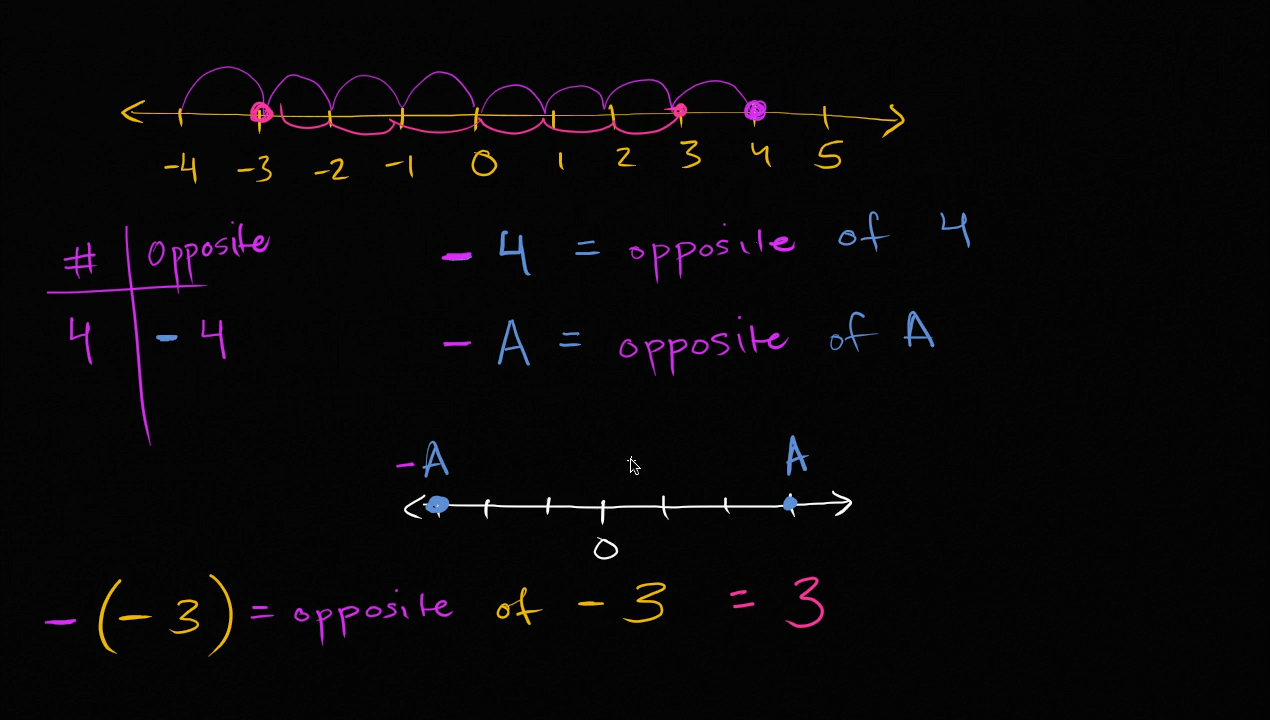 -4 -3 -2 -1 0 1 2 3 4 5
# opposite
4 -4
-4 = opposite of 4
-A = opposite of A
-A A
0
-(-3) = opposite of -3 = 3